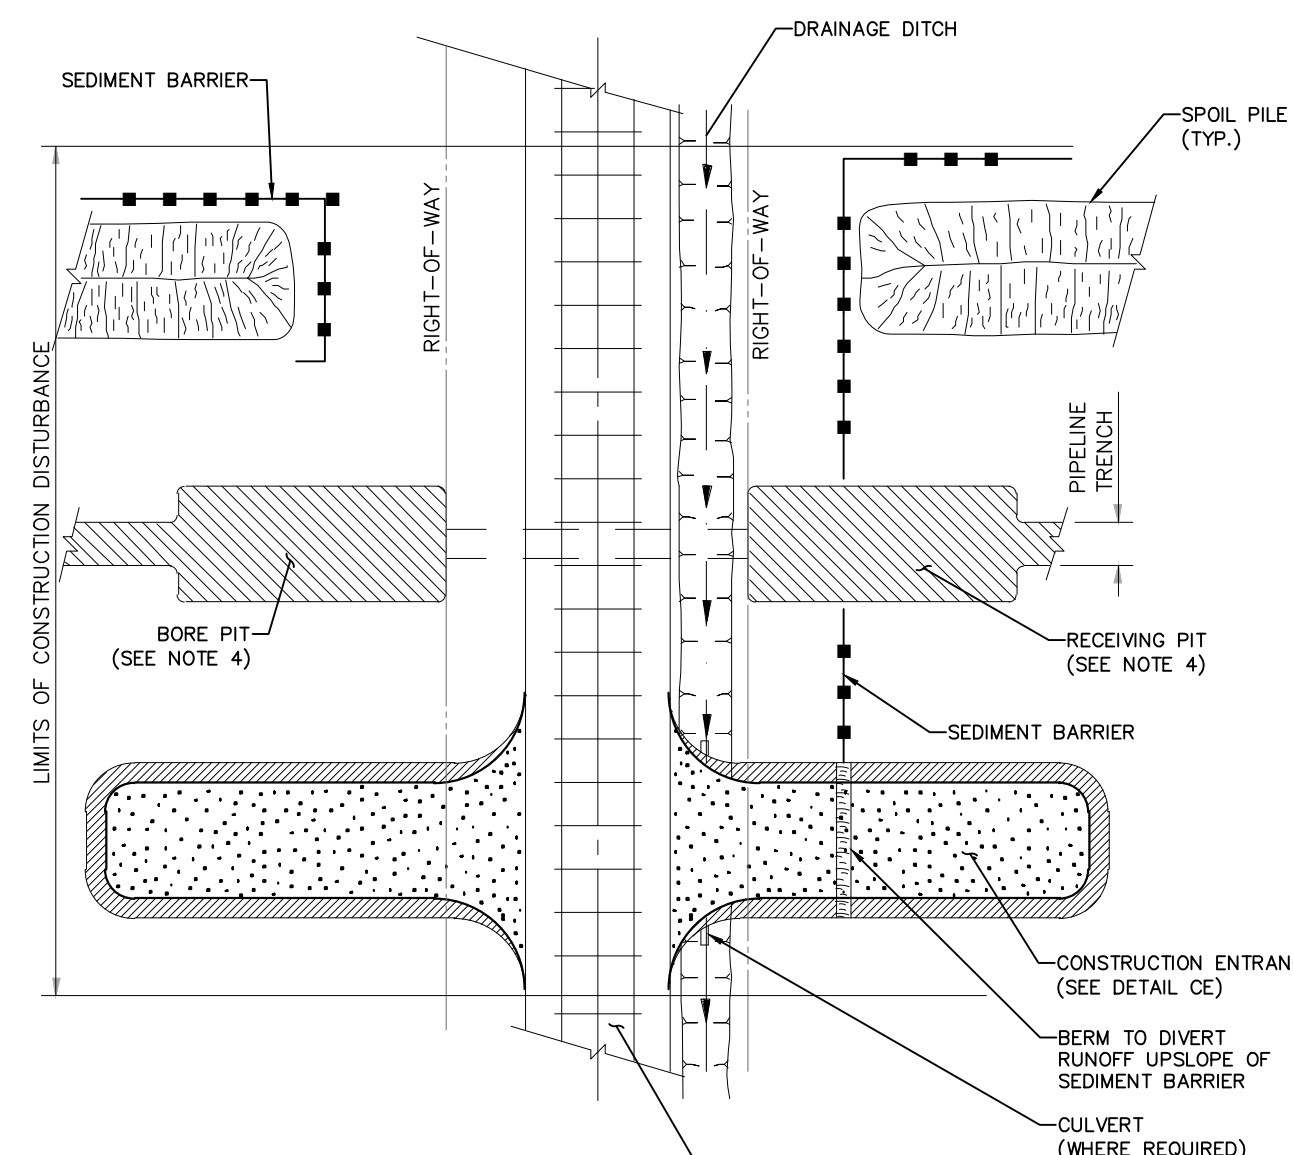 DRAINAGE DITCH
SEDIMENT BARRIER
SPOIL PILE
(TYP.)
RIGHT-OF-WAY
RIGHT-OF-WAY
LIMITS OF CONSTRUCTION DISTURBANCE
PIPELINE
TRENCH
BORE PIT
(SEE NOTE 4)
RECEIVING PIT
(SEE NOTE 4)
SEDIMENT BARRIER
CONSTRUCTION ENTRAN
(SEE DETAIL CE)
BERM TO DIVERT
RUNOFF UPSLOPE OF
SEDIMENT BARRIER
CULVERT
(WHERE REQUIRED)